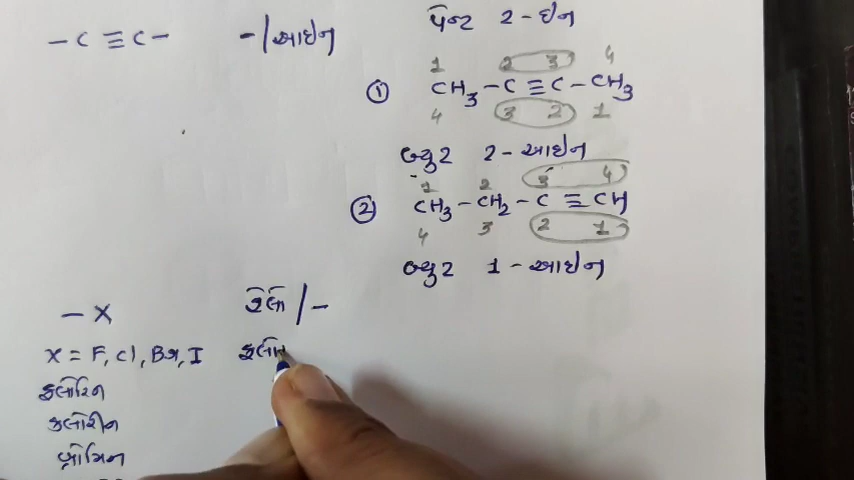 પેન્ટ 2-ઇન
-C≡C- -/આઇન
1 2 3 4
① CH3-C≡C-CH3
4 3 2 1
બ્યુટ 2-આઇન
1 2 3 4
② CH3-CH2-C≡CH
4 3 2 1
બ્યુટ 1-આઇન
-X હેલો/-
X = F, Cl, Br, I ફ્લો
ફ્લોરિન
ક્લોરીન
બ્રોમિન